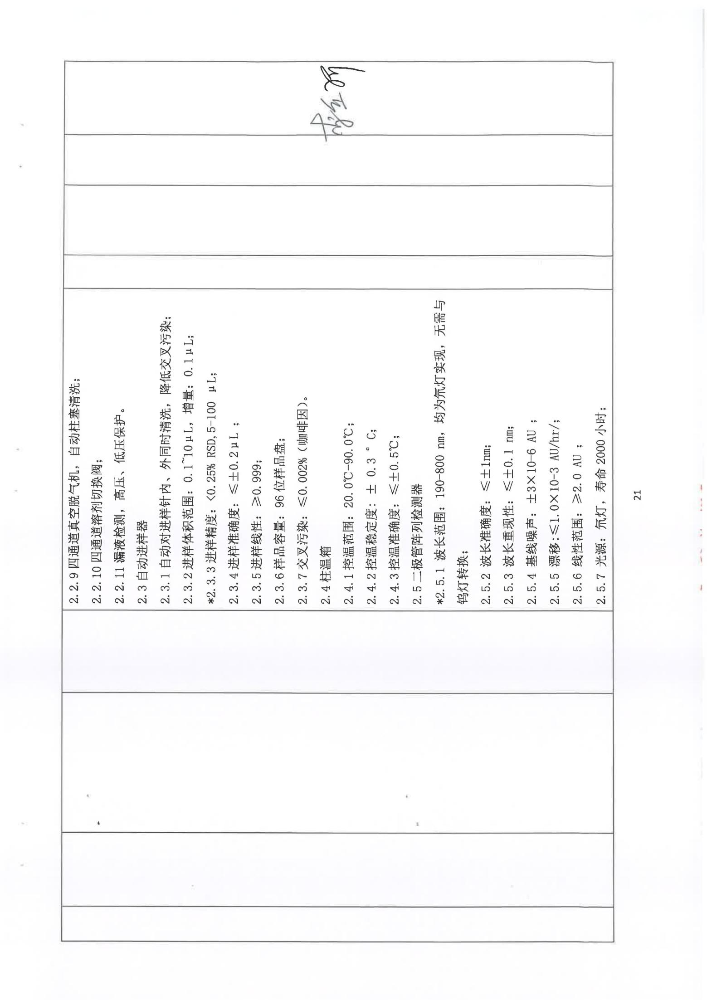 2.2.9 四通道真空脱气机，自动柱塞清洗；
2.2.10 四通道溶剂切换阀；
2.2.11 漏液检测，高压、低压保护。
2.3 自动进样器
2.3.1 自动对进样针内、外同时清洗，降低交叉污染；
2.3.2 进样体积范围：0.1~10μL，增量：0.1μL；
*2.3.3 进样精度：<0.25% RSD,5-100 μL；
2.3.4 进样准确度：≤±0.2μL ；
2.3.5 进样线性：≥0.999；
2.3.6 样品容量：96 位样品盘；
2.3.7 交叉污染：≤0.002%（咖啡因）。
2.4 柱温箱
2.4.1 控温范围：20.0℃-90.0℃；
2.4.2 控温稳定度：± 0.3 ° C；
2.4.3 控温准确度：≤±0.5℃；
2.5 二极管阵列检测器
*2.5.1 波长范围：190-800 nm，均为氘灯实现，无需与
钨灯转换；
2.5.2 波长准确度：≤±1nm；
2.5.3 波长重现性：≤±0.1 nm；
2.5.4 基线噪声：±3×10-6 AU ；
2.5.5 漂移:≤1.0×10-3 AU/hr/；
2.5.6 线性范围：≥2.0 AU ；
2.5.7 光源：氘灯，寿命 2000 小时；
21